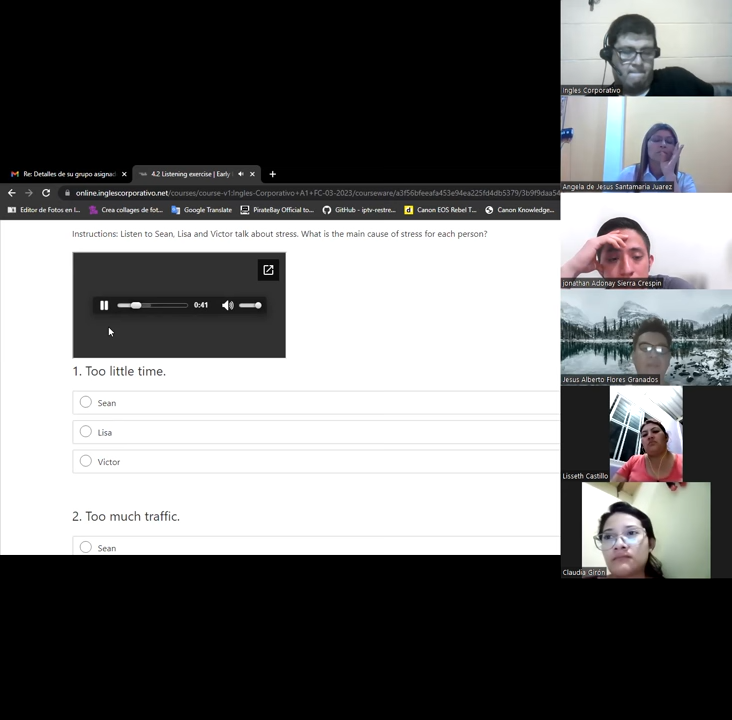 Re: Detalles de su grupo asignad
4.2 Listening exercise | Early
online.inglescorporativo.net/courses/course-v1:Ingles-Corporativo+A1+FC-03-2023/courseware/a3f56bfeeafa453e94ea225fd4db5379/3b9f9daa54
Editor de Fotos en l...
Crea collages de fot...
Google Translate
PirateBay Official to...
GitHub - iptv-restre...
Canon EOS Rebel T...
Canon Knowledge...
Instructions: Listen to Sean, Lisa and Victor talk about stress. What is the main cause of stress for each person?
0:41
1. Too little time.
Sean
Lisa
Victor
2. Too much traffic.
Sean
Ingles Corporativo
Angela de Jesus Santamaria Juarez
jonathan Adonay Sierra Crespin
Jesus Alberto Flores Granados
Lisseth Castillo
Claudia Girón